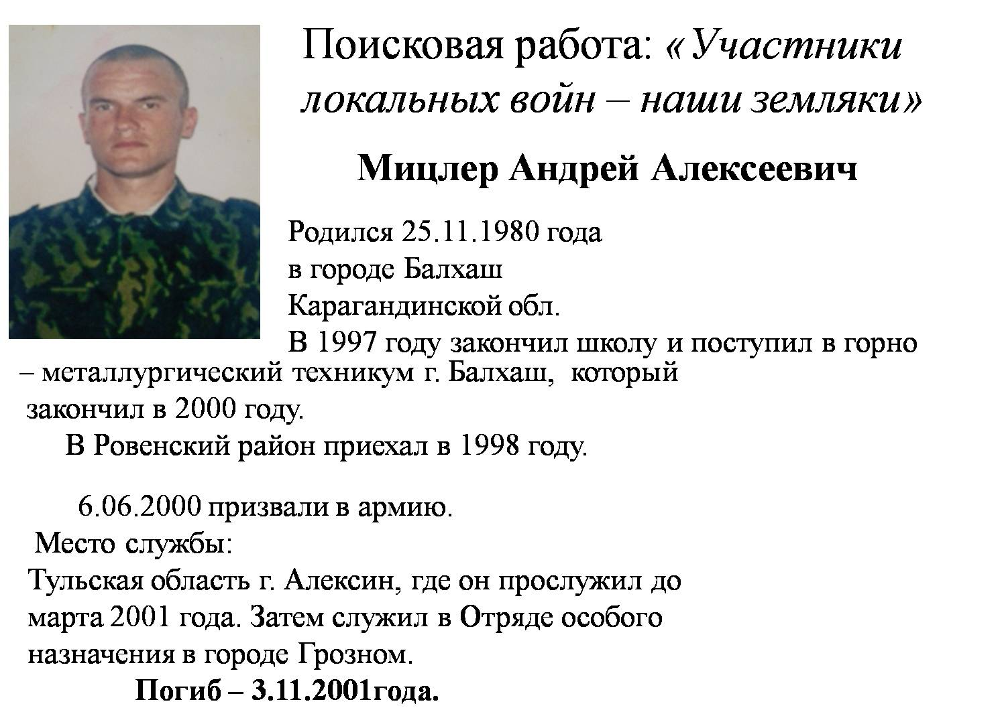 Поисковая работа: «Участники
локальных войн – наши земляки»
Мицлер Андрей Алексеевич
Родился 25.11.1980 года
в городе Балхаш
Карагандинской обл.
В 1997 году закончил школу и поступил в горно
– металлургический техникум г. Балхаш, который
закончил в 2000 году.
В Ровенский район приехал в 1998 году.
6.06.2000 призвали в армию.
Место службы:
Тульская область г. Алексин, где он прослужил до
марта 2001 года. Затем служил в Отряде особого
назначения в городе Грозном.
Погиб – 3.11.2001года.